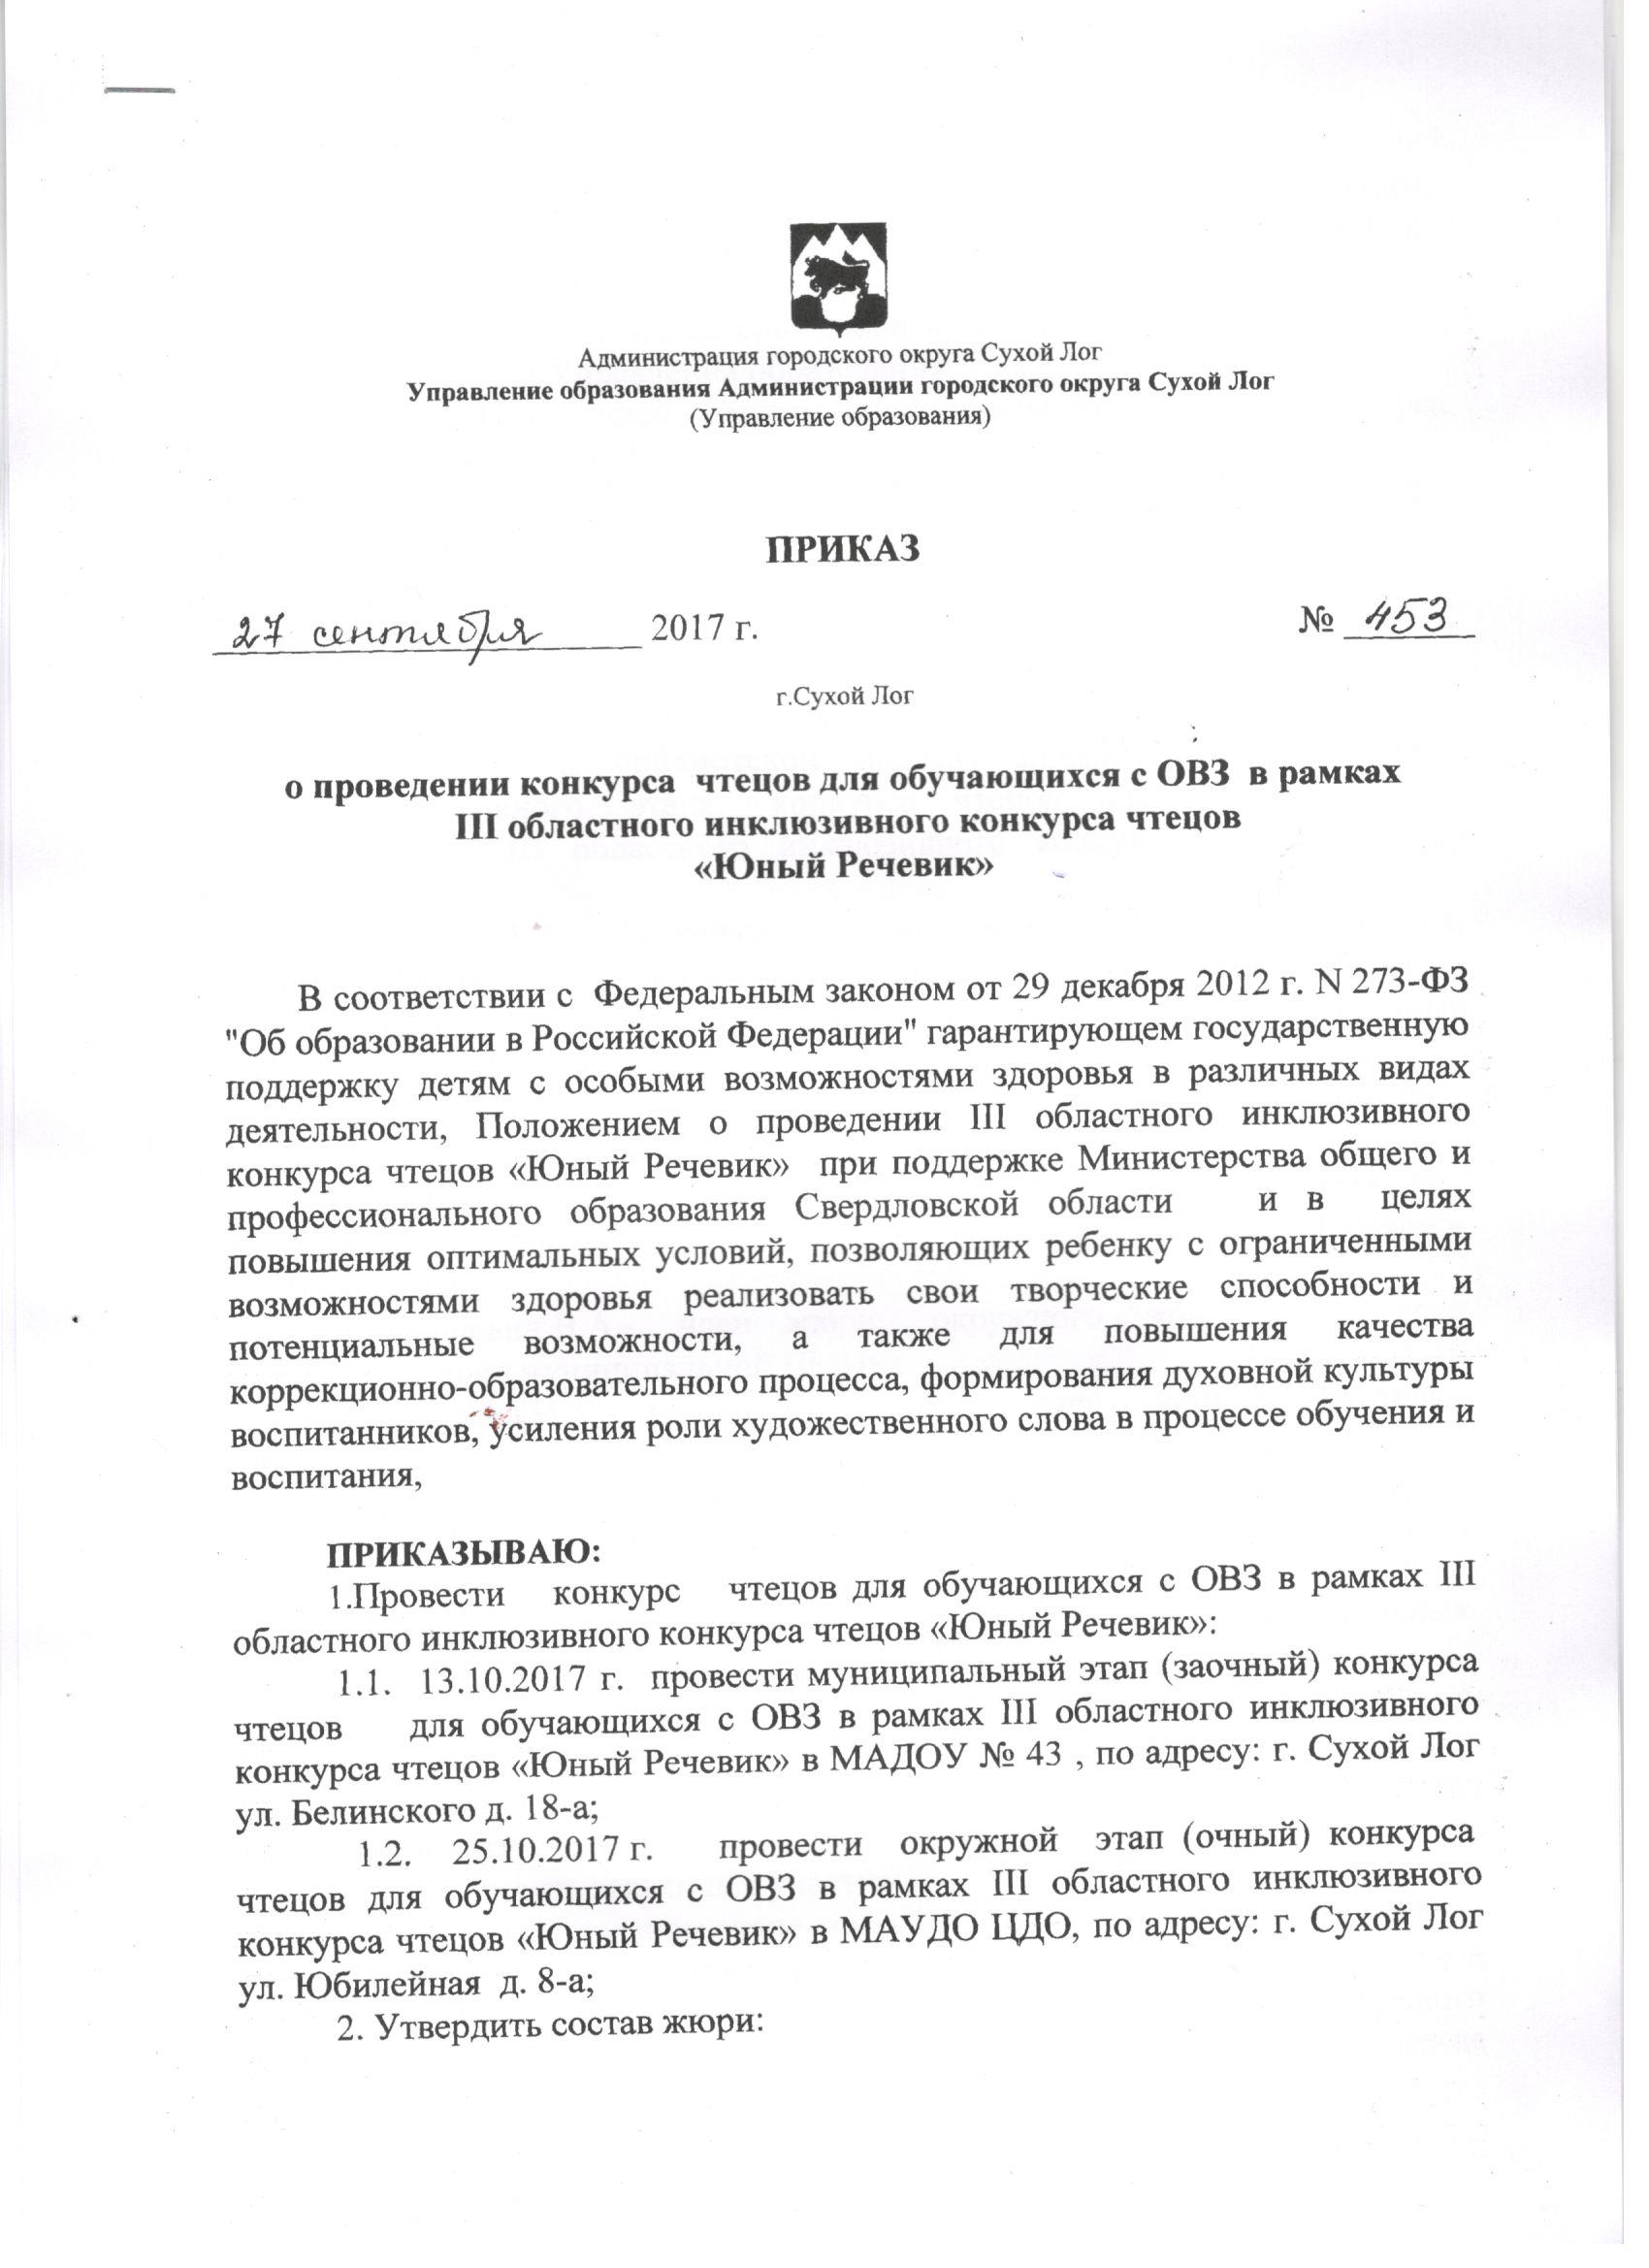 Администрация городского округа Сухой Лог
Управление образования Администрации городского округа Сухой Лог
(Управление образования)
ПРИКАЗ
27 сентября 2017 г. № 453
г.Сухой Лог
о проведении конкурса чтецов для обучающихся с ОВЗ в рамках
III областного инклюзивного конкурса чтецов
«Юный Речевик»
В соответствии с Федеральным законом от 29 декабря 2012 г. N 273-ФЗ
"Об образовании в Российской Федерации" гарантирующем государственную
поддержку детям с особыми возможностями здоровья в различных видах
деятельности, Положением о проведении III областного инклюзивного
конкурса чтецов «Юный Речевик» при поддержке Министерства общего и
профессионального образования Свердловской области и в целях
повышения оптимальных условий, позволяющих ребенку с ограниченными
возможностями здоровья реализовать свои творческие способности и
потенциальные возможности, а также для повышения качества
коррекционно-образовательного процесса, формирования духовной культуры
воспитанников, усиления роли художественного слова в процессе обучения и
воспитания,
ПРИКАЗЫВАЮ:
1.Провести конкурс чтецов для обучающихся с ОВЗ в рамках III
областного инклюзивного конкурса чтецов «Юный Речевик»:
1.1. 13.10.2017 г. провести муниципальный этап (заочный) конкурса
чтецов для обучающихся с ОВЗ в рамках III областного инклюзивного
конкурса чтецов «Юный Речевик» в МАДОУ № 43 , по адресу: г. Сухой Лог
ул. Белинского д. 18-а;
1.2. 25.10.2017 г. провести окружной этап (очный) конкурса
чтецов для обучающихся с ОВЗ в рамках III областного инклюзивного
конкурса чтецов «Юный Речевик» в МАУДО ЦДО, по адресу: г. Сухой Лог
ул. Юбилейная д. 8-а;
2. Утвердить состав жюри: